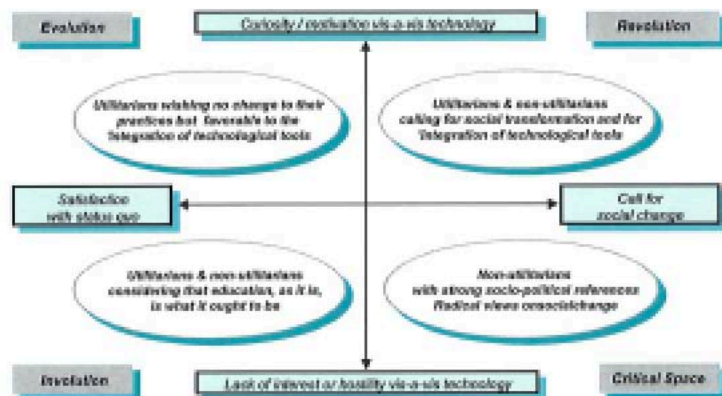 Evolution
Curiosity / motivation vis-a-vis technology
Revolution
Utilitarians wishing no change to their
practices but favorable to the
integration of technological tools
Utilitarians & non-utilitarians
calling for social transformation and for
integration of technological tools
Satisfaction
with status quo
Call for
social change
Utilitarians & non-utilitarians
considering that education, as it is,
is what it ought to be
Non-utilitarians
with strong socio-political references
Radical views onsocialchange
Involution
Lack of interest or hostility vis-a-vis technology
Critical Space